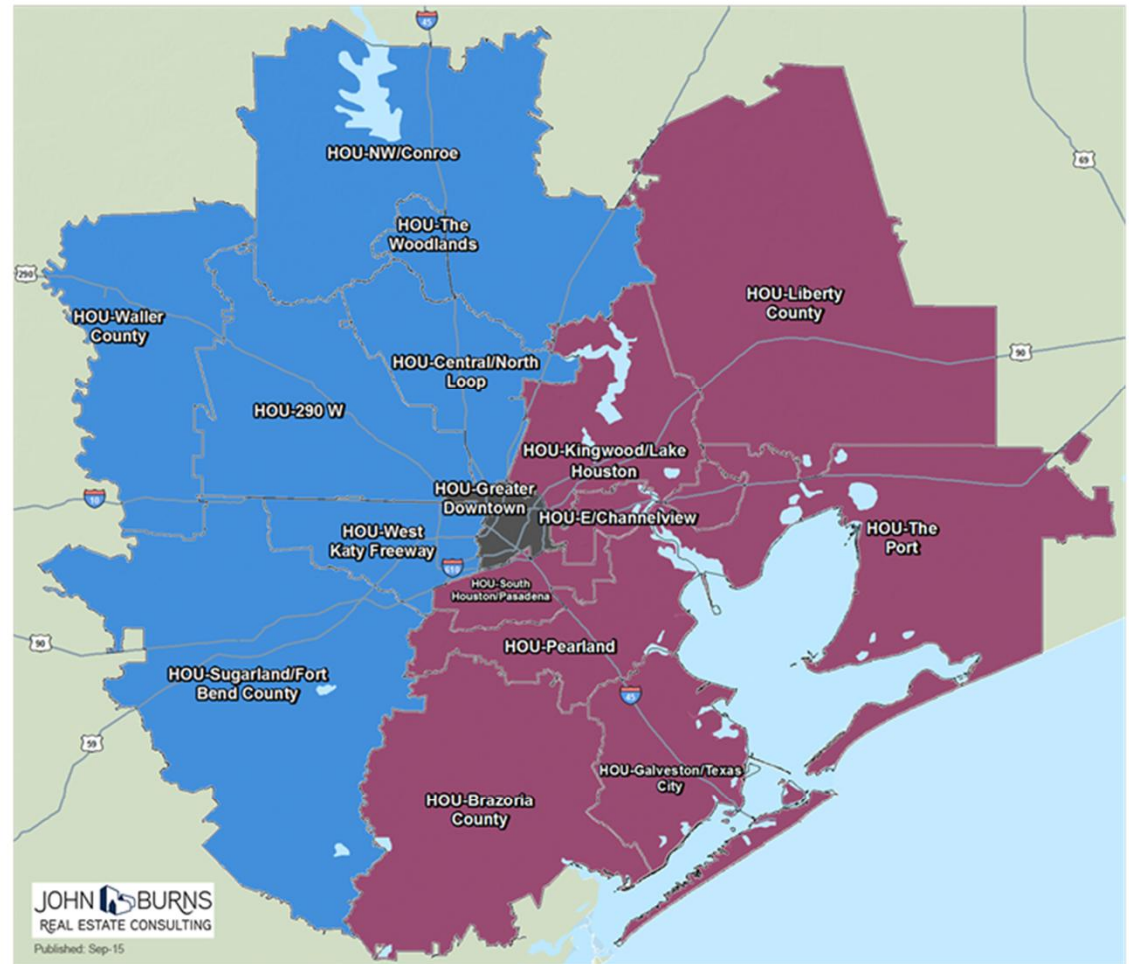 45
HOU-NW/Conroe
69
HOU-The
Woodlands
290
HOU-Waller
County
HOU-Liberty
County
90
HOU-Central/North
Loop
HOU-290 W
HOU-Kingwood/Lake
Houston
10
HOU-Greater
Downtown
HOU-E/Channelview
HOU-West
Katy Freeway
HOU-The
Port
610
HOU-South
Houston/Pasadena
90
HOU-Pearland
HOU-Sugarland/Fort
Bend County
45
59
HOU-Galveston/Texas
City
HOU-Brazoria
County
JOHN BURNS
REAL ESTATE CONSULTING
Published: Sep-15